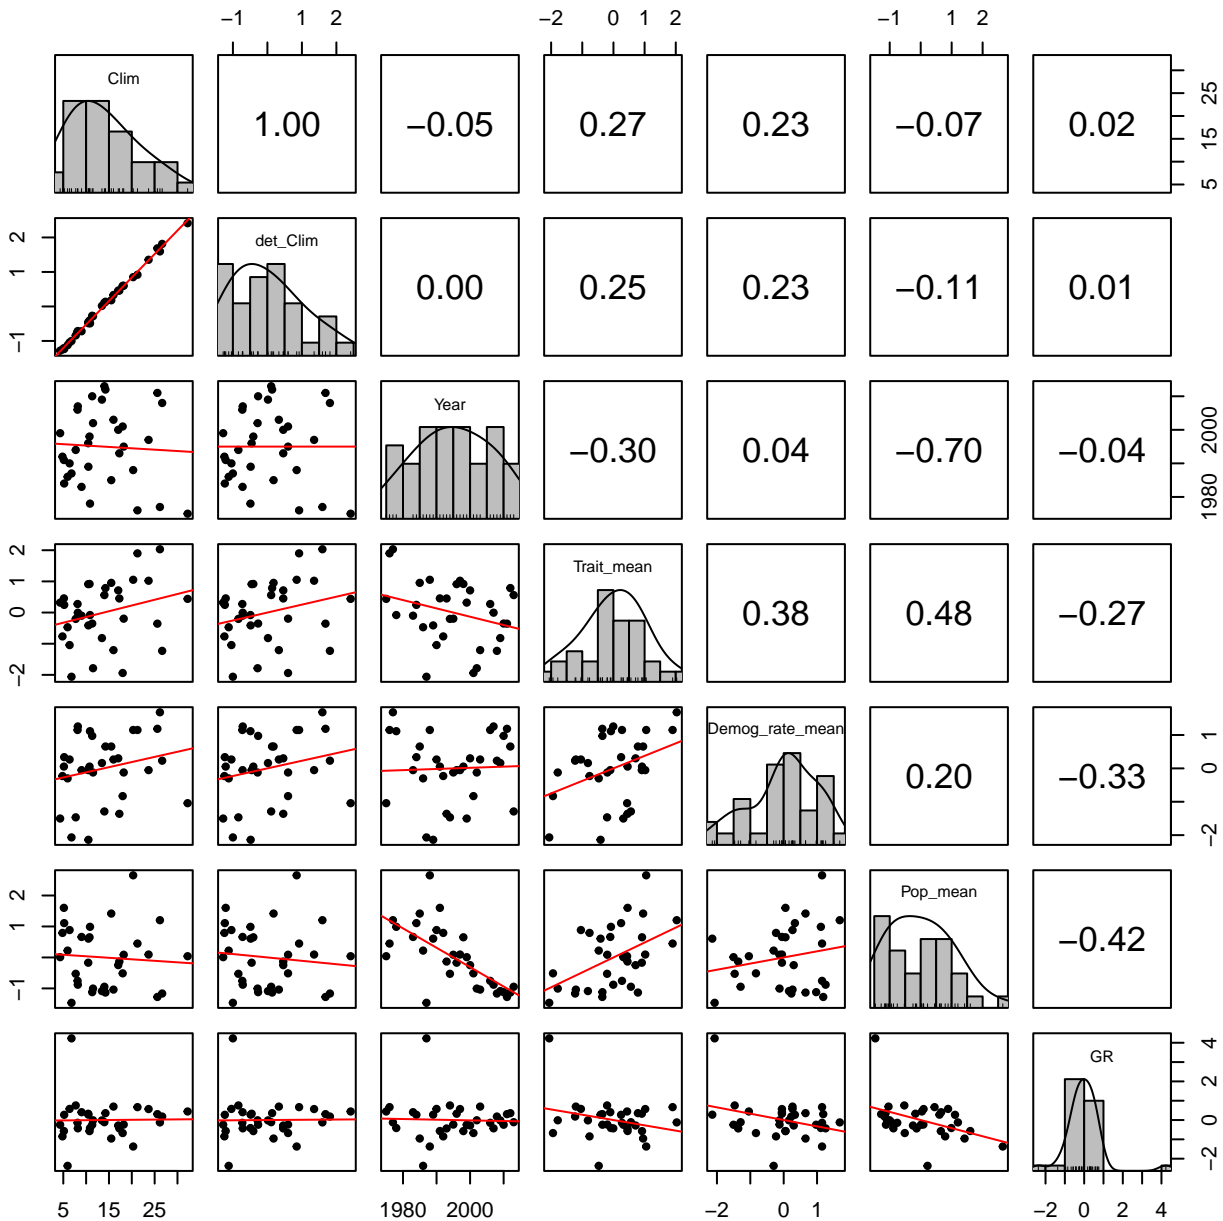 −1 1 2 −2 0 1 2 −1 1
Clim 1.00 −0.05 0.27 0.23 −0.07 0.02 5 15 25
−1 1 2 det_Clim 0.00 0.25 0.23 −0.11 0.01
Year −0.30 0.04 −0.70 −0.04 1980 2000
−2 0 1 2 Trait_mean 0.38 0.48 −0.27
Demog_rate_mean 0.20 −0.33 −2 0 1
−1 1 2 Pop_mean −0.42
GR −2 0 2 4
5 15 25 1980 2000 −2 0 1 −2 0 2 4